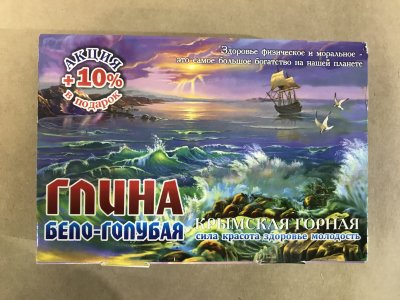 АКЦИЯ
+10%
в подарок
Здоровье физическое и моральное -
это самое большое богатство на нашей планете
ГЛИНА
БЕЛО-ГОЛУБАЯ
КРЫМСКАЯ ГОРНАЯ
сила красота здоровье молодость